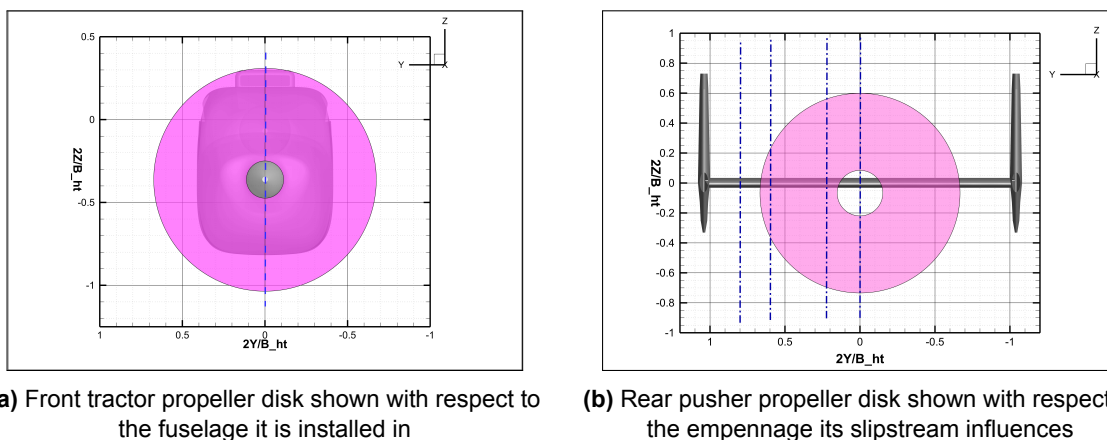 0.5
0
-0.5
-1
2Z/B_ht
1
0.5
0
-0.5
-1
2Y/B_ht
Z
Y
X
1
0.8
0.6
0.4
0.2
0
-0.2
-0.4
-0.6
-0.8
-1
2Z/B_ht
1
0.5
0
-0.5
-1
2Y/B_ht
Z
Y
X
a) Front tractor propeller disk shown with respect to
the fuselage it is installed in
(b) Rear pusher propeller disk shown with respect
the empennage its slipstream influences